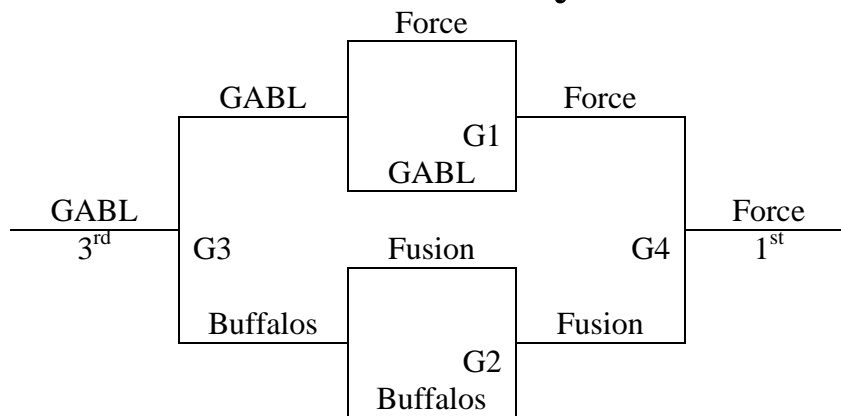 Force
GABL Force
G1
GABL
GABL Force
3rd G3 Fusion G4 1st
Buffalos Fusion
G2
Buffalos